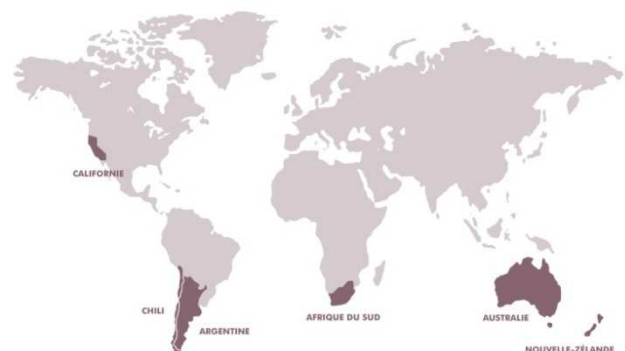 CALIFORNIE
CHILI
ARGENTINE
AFRIQUE DU SUD
AUSTRALIE
NOUVELLE-ZÉLANDE